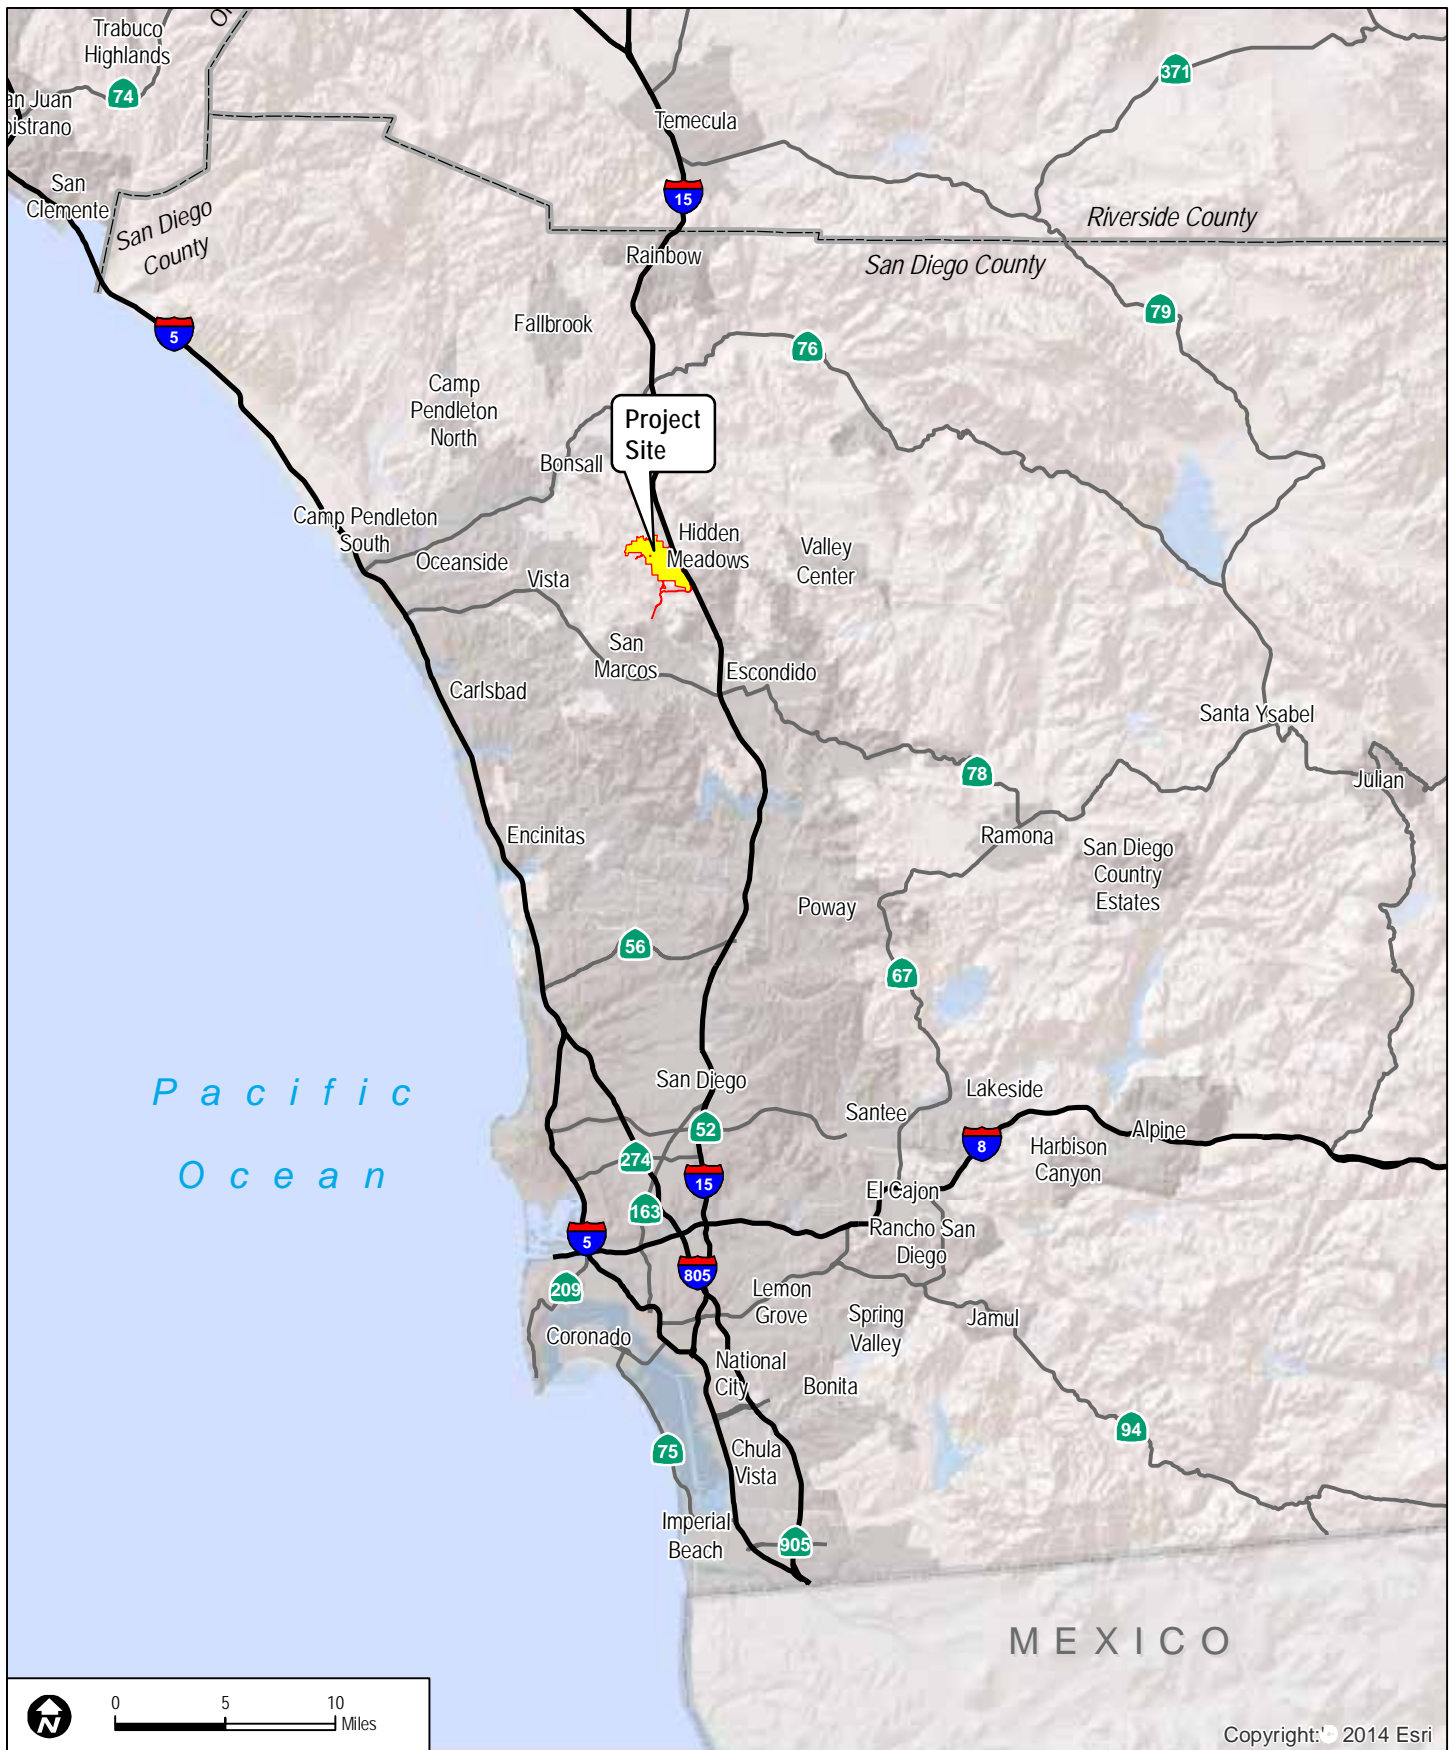 Trabuco
Highlands
74
an Juan
pistrano
371
Temecula
San
Clemente
San Diego
County
15
Riverside County
Rainbow
San Diego County
5
Fallbrook
76
79
Camp
Pendleton
North
Project
Site
Bonsall
Camp Pendleton
South
Hidden
Meadows
Oceanside
Valley
Center
Vista
San
Marcos
Escondido
Carlsbad
Santa Ysabel
78
Julian
Encinitas
Ramona
San Diego
Country
Estates
Poway
56
67
Pacific
Ocean
San Diego
Lakeside
Santee
52
8
Alpine
Harbison
Canyon
274
15
El Cajon
163
Rancho San
Diego
5
805
209
Lemon
Grove
Spring
Valley
Jamul
Coronado
National
City
Bonita
94
75
Chula
Vista
Imperial
Beach
905
MEXICO
N
0 5 10
Miles
Copyright: 2014 Esri